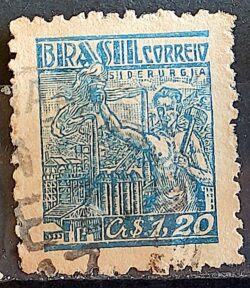 BRASIL CORREIO
SIDERURGIA
Cr.$ 1,20